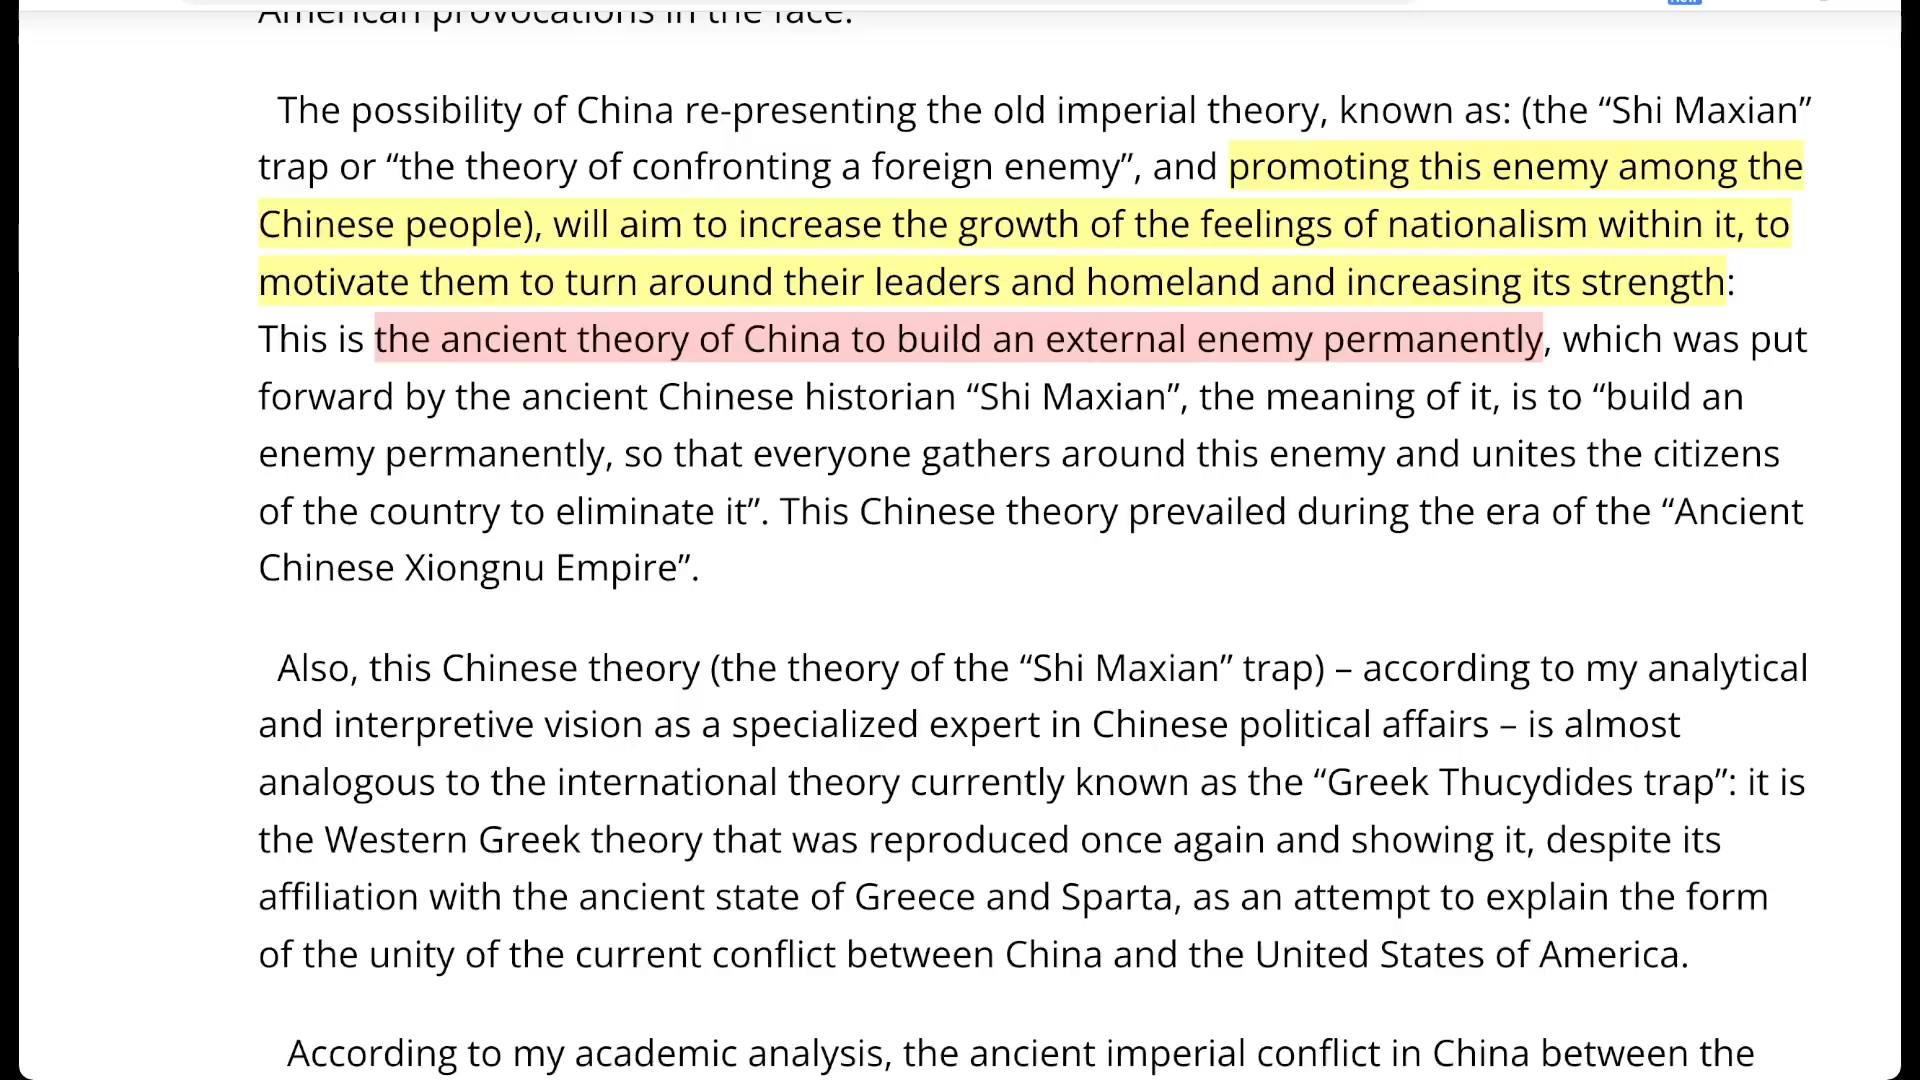 American provocations in the face.
The possibility of China re-presenting the old imperial theory, known as: (the “Shi Maxian”
trap or “the theory of confronting a foreign enemy”, and promoting this enemy among the
Chinese people), will aim to increase the growth of the feelings of nationalism within it, to
motivate them to turn around their leaders and homeland and increasing its strength:
This is the ancient theory of China to build an external enemy permanently, which was put
forward by the ancient Chinese historian “Shi Maxian”, the meaning of it, is to “build an
enemy permanently, so that everyone gathers around this enemy and unites the citizens
of the country to eliminate it”. This Chinese theory prevailed during the era of the “Ancient
Chinese Xiongnu Empire”.
Also, this Chinese theory (the theory of the “Shi Maxian” trap) – according to my analytical
and interpretive vision as a specialized expert in Chinese political affairs – is almost
analogous to the international theory currently known as the “Greek Thucydides trap”: it is
the Western Greek theory that was reproduced once again and showing it, despite its
affiliation with the ancient state of Greece and Sparta, as an attempt to explain the form
of the unity of the current conflict between China and the United States of America.
According to my academic analysis, the ancient imperial conflict in China between the